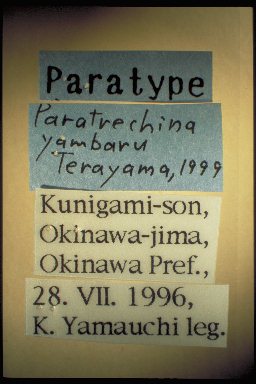 Paratype
Paratrechina
yambaru
Terayama, 1999
Kunigami-son,
Okinawa-jima,
Okinawa Pref.,
28. VII. 1996,
K. Yamauchi leg.